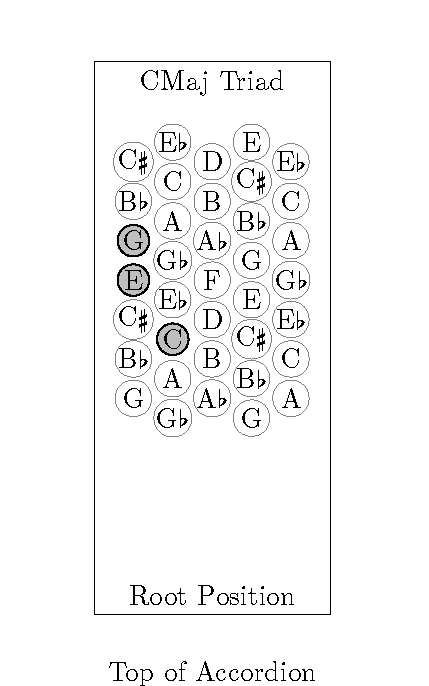 CMaj Triad
E♭ E
C♯ D E♭
C C♯
B♭ B C
A B♭
G A♭ A
G♭ G
E F G♭
E♭ E
C♯ D E♭
C C♯
B♭ B C
A B♭
G A♭ A
G♭ G
Root Position
Top of Accordion